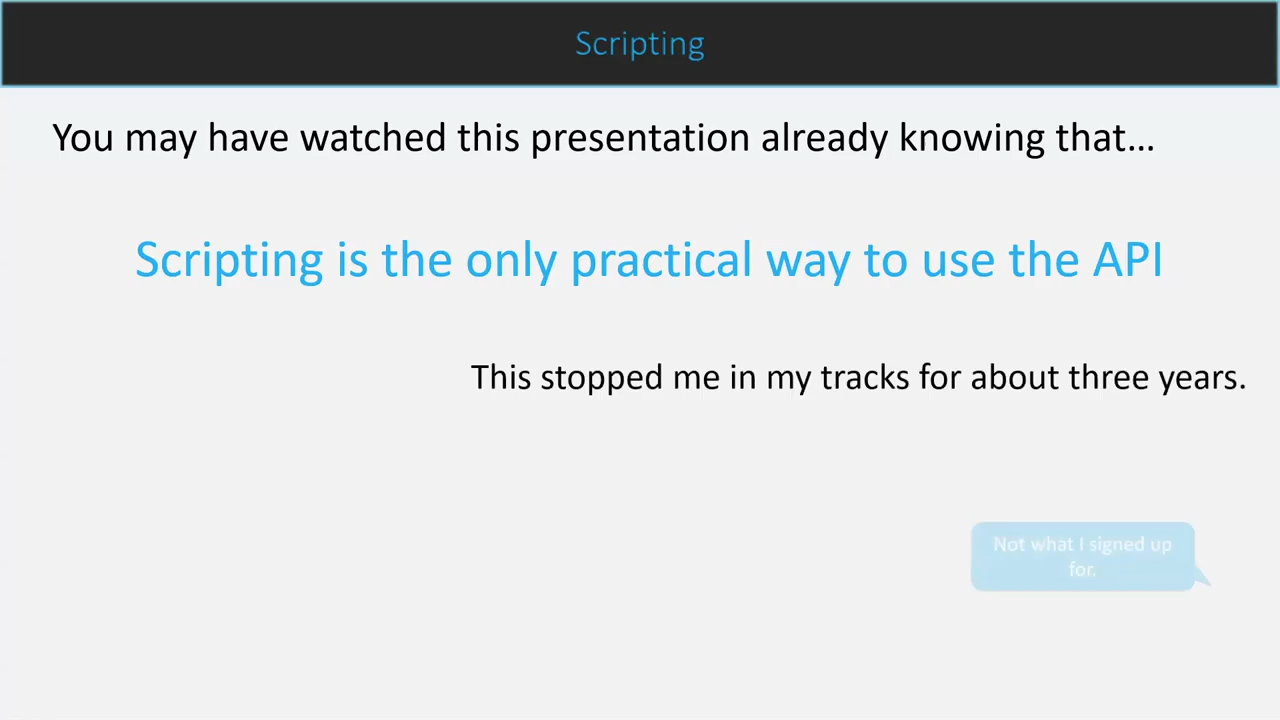 Scripting
You may have watched this presentation already knowing that…
Scripting is the only practical way to use the API
This stopped me in my tracks for about three years.
Not what I signed up
for.